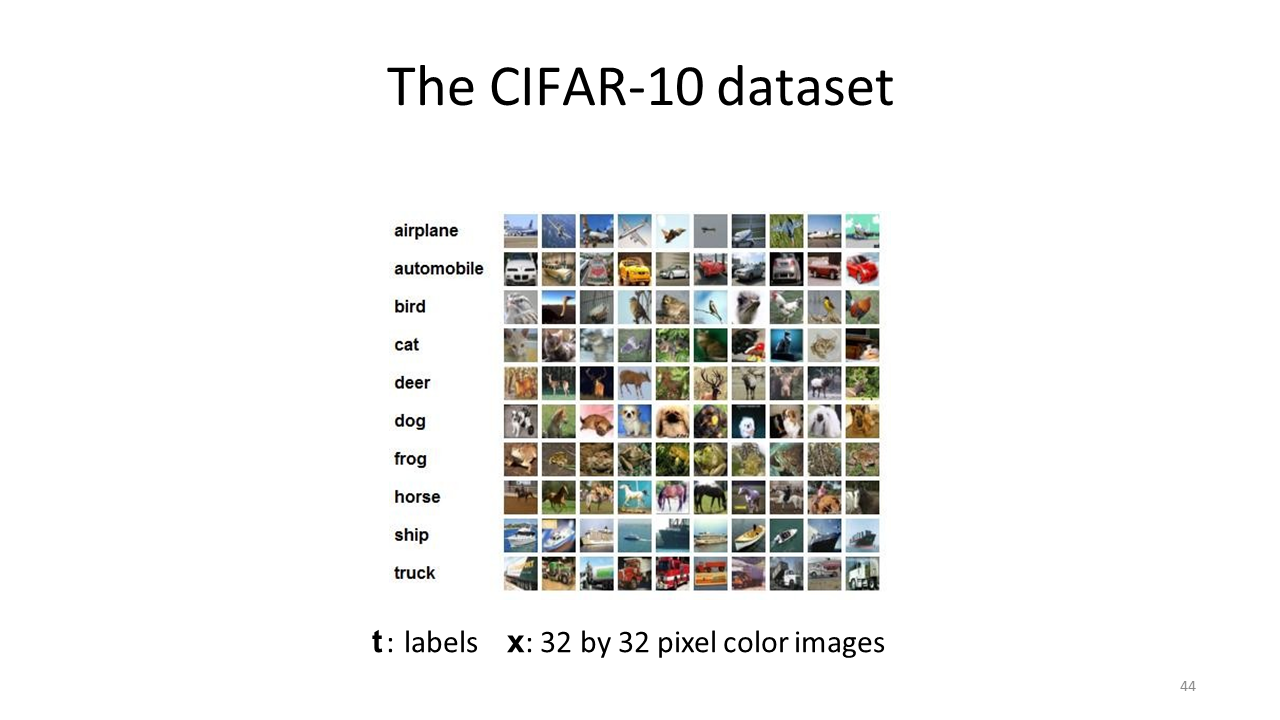 The CIFAR-10 dataset
airplane
automobile
bird
cat
deer
dog
frog
horse
ship
truck
t: labels x: 32 by 32 pixel color images
44